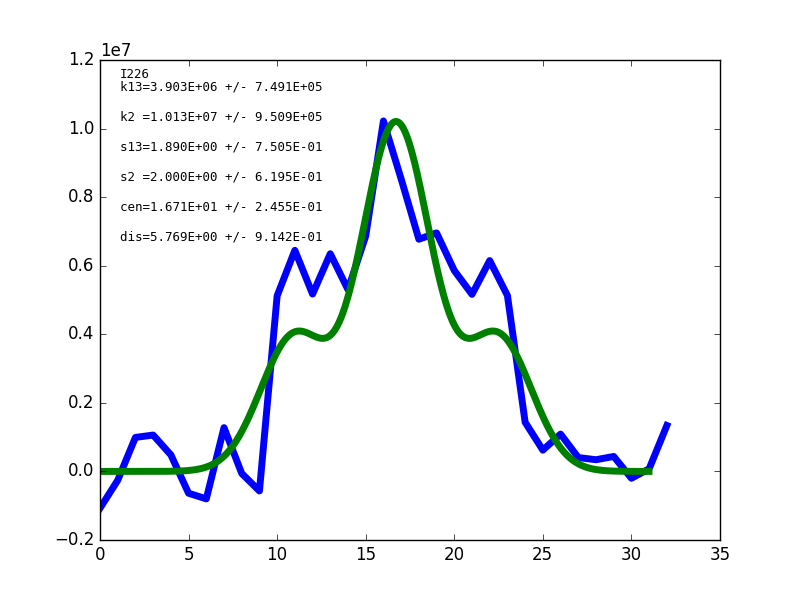 1e7
1.2
1.0
0.8
0.6
0.4
0.2
0.0
−0.2
I226
k13=3.903E+06 +/- 7.491E+05
k2 =1.013E+07 +/- 9.509E+05
s13=1.890E+00 +/- 7.505E-01
s2 =2.000E+00 +/- 6.195E-01
cen=1.671E+01 +/- 2.455E-01
dis=5.769E+00 +/- 9.142E-01
0 5 10 15 20 25 30 35